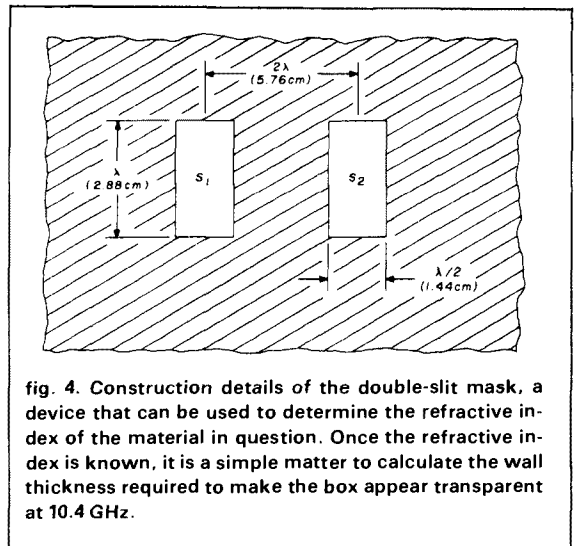 2λ
(5.76cm)
λ
(2.88cm)
S1
S2
λ/2
(1.44cm)
fig. 4. Construction details of the double-slit mask, a
device that can be used to determine the refractive in-
dex of the material in question. Once the refractive in-
dex is known, it is a simple matter to calculate the wall
thickness required to make the box appear transparent
at 10.4 GHz.